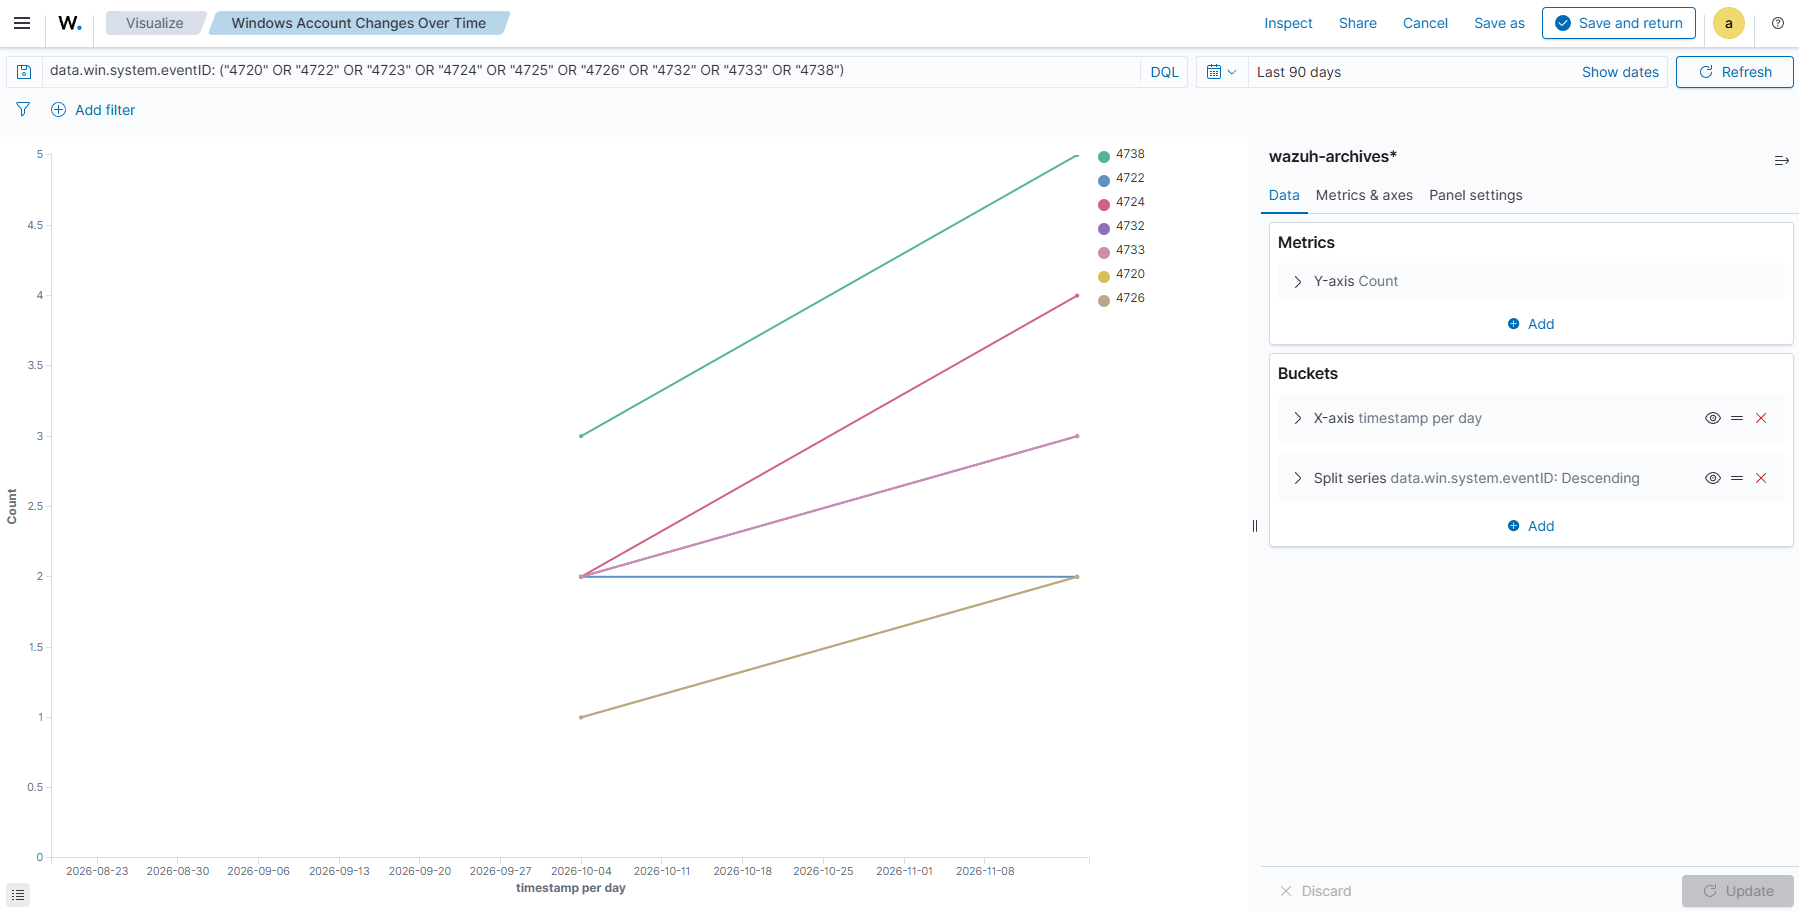 W.
Visualize
Windows Account Changes Over Time
Inspect
Share
Cancel
Save as
Save and return
a
data.win.system.eventID: ("4720" OR "4722" OR "4723" OR "4724" OR "4725" OR "4726" OR "4732" OR "4733" OR "4738")
DQL
Last 90 days
Show dates
Refresh
Add filter
5
4.5
4
3.5
3
2.5
2
1.5
1
0.5
0
Count
2026-08-23
2026-08-30
2026-09-06
2026-09-13
2026-09-20
2026-09-27
2026-10-04
2026-10-11
2026-10-18
2026-10-25
2026-11-01
2026-11-08
timestamp per day
4738
4722
4724
4732
4733
4720
4726
wazuh-archives*
Data
Metrics & axes
Panel settings
Metrics
Y-axis Count
Add
Buckets
X-axis timestamp per day
Split series data.win.system.eventID: Descending
Add
Discard
Update